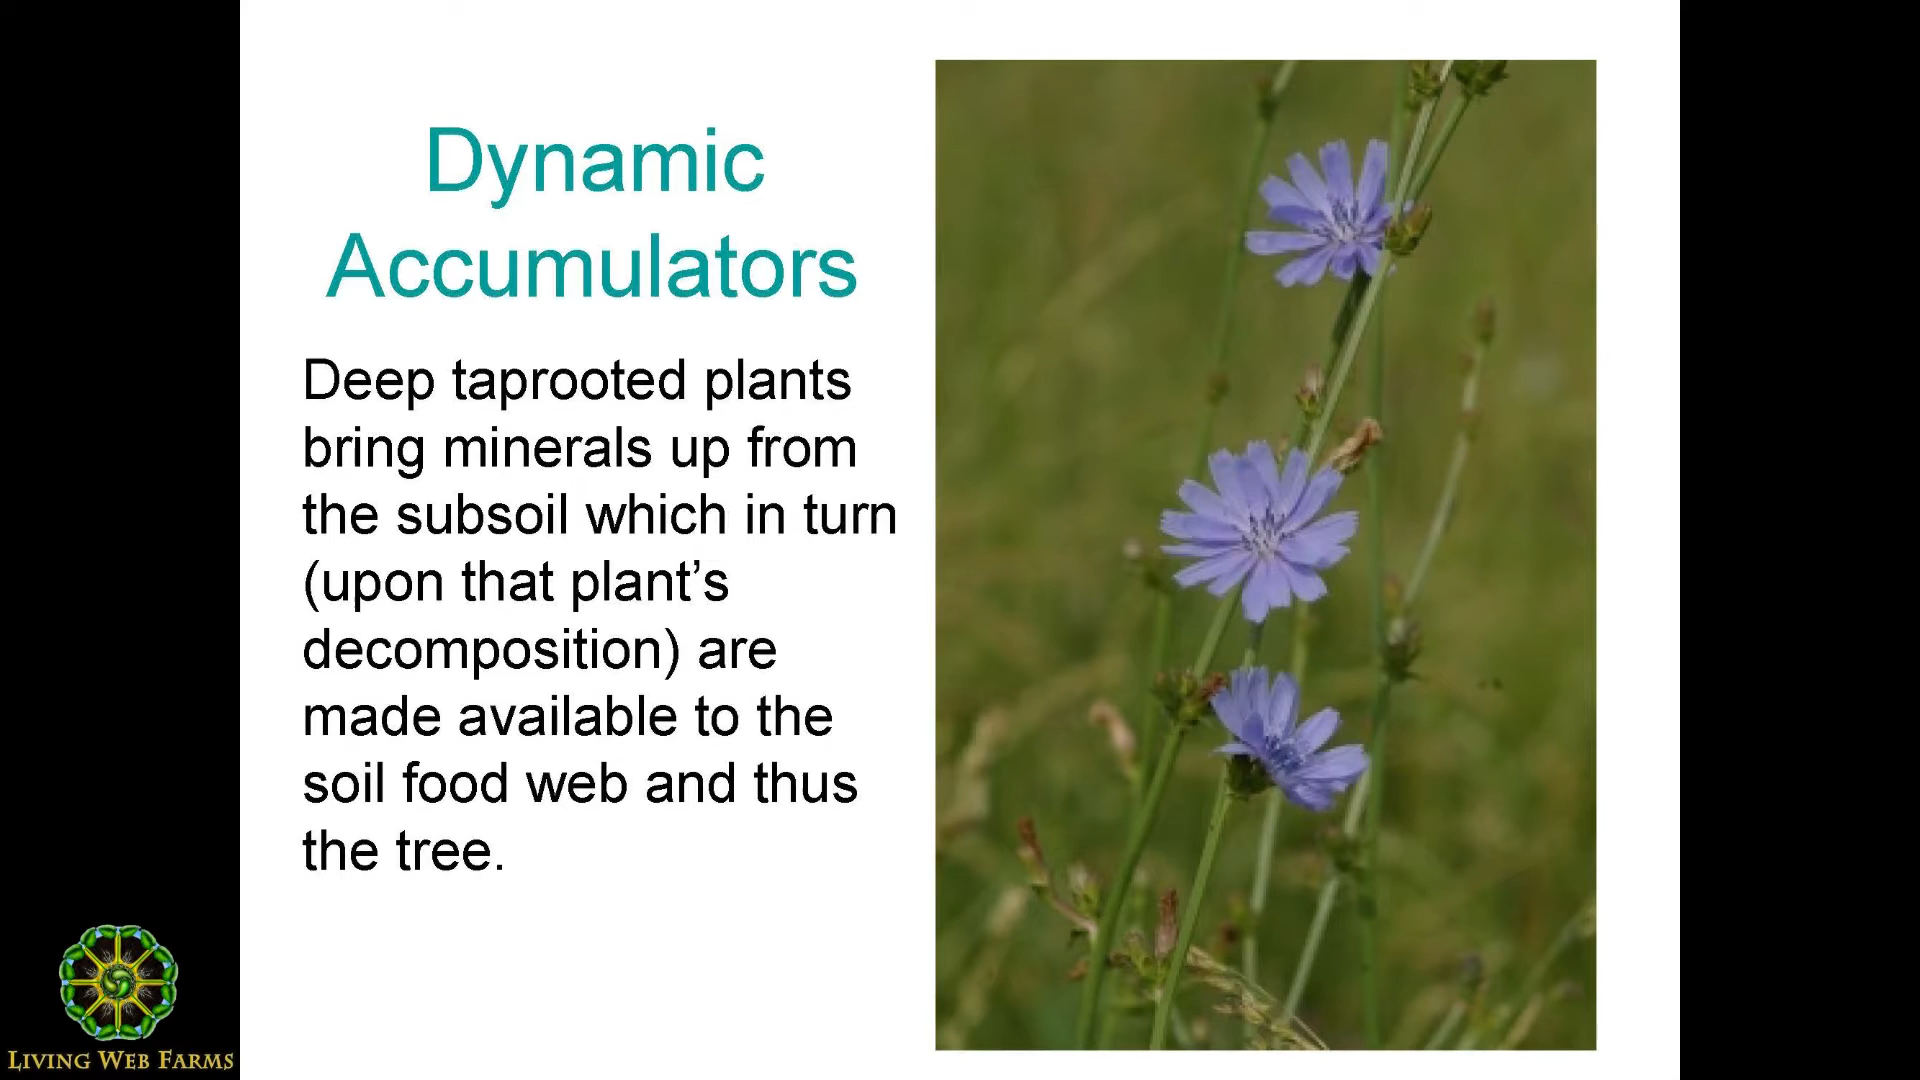 Dynamic
Accumulators
Deep taprooted plants
bring minerals up from
the subsoil which in turn
(upon that plant’s
decomposition) are
made available to the
soil food web and thus
the tree.
LIVING WEB FARMS